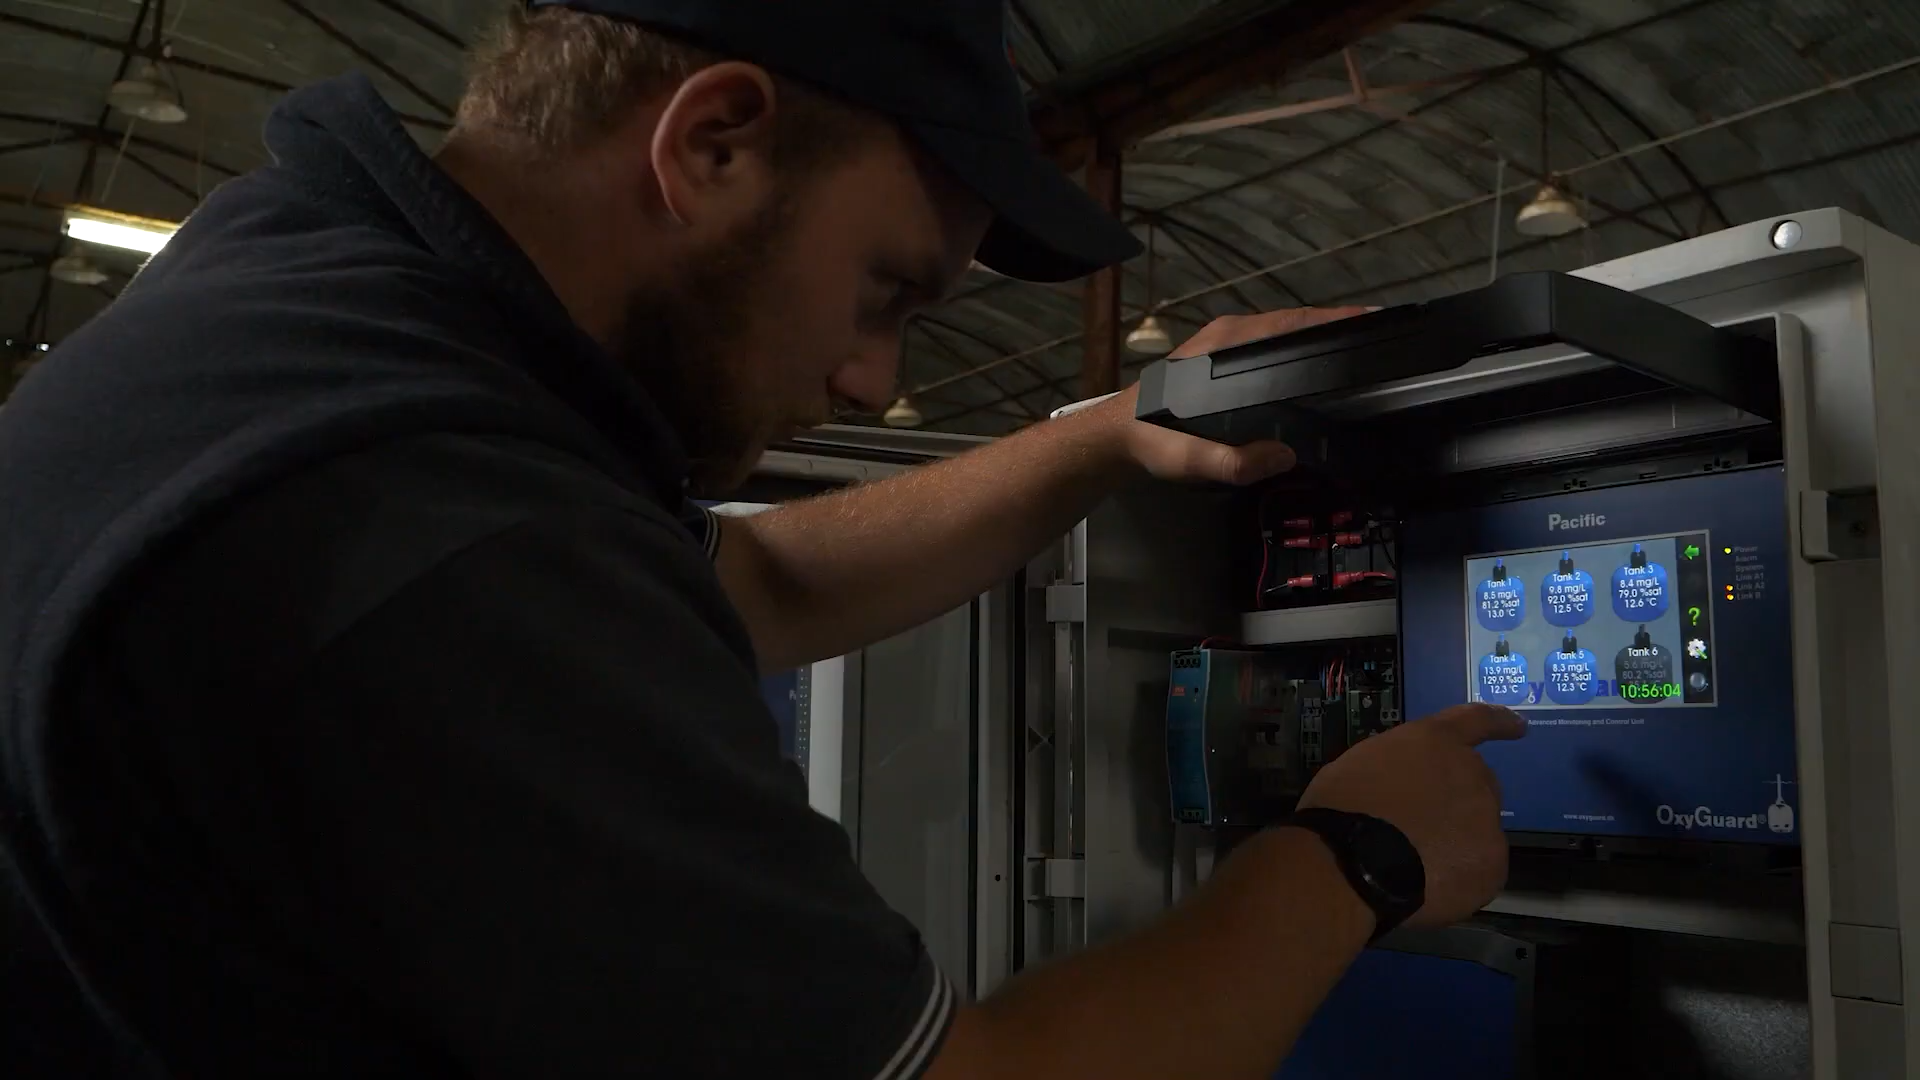 Pacific
Tank 1
8.5 mg/L
81.2 %sat
13.0 °C
Tank 2
9.8 mg/L
92.0 %sat
12.5 °C
Tank 3
8.4 mg/L
79.0 %sat
12.6 °C
Tank 4
13.9 mg/L
129.9 %sat
12.3 °C
Tank 5
8.3 mg/L
77.5 %sat
12.3 °C
Tank 6
5.6 mg/L
60.2 %sat
10:56:04
?
Power
Alarm
System
Link A1
Link A2
Link B
Advanced Monitoring and Control Unit
www.oxyguard.dk
OxyGuard®